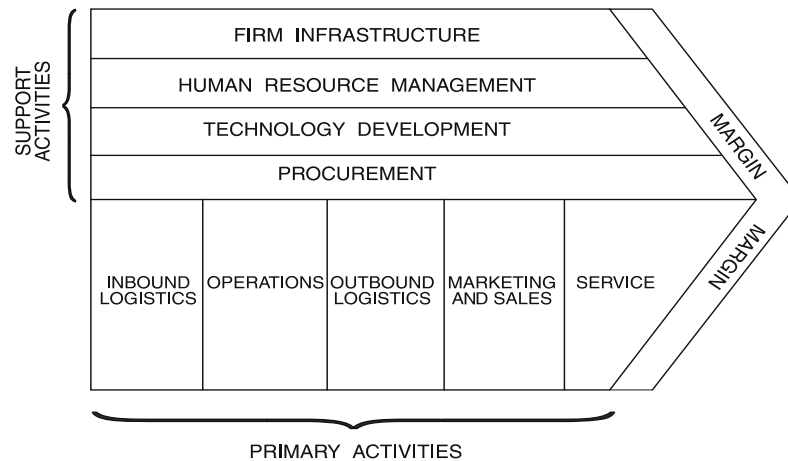 SUPPORT
ACTIVITIES
FIRM INFRASTRUCTURE
HUMAN RESOURCE MANAGEMENT
TECHNOLOGY DEVELOPMENT
PROCUREMENT
MARGIN
MARGIN
INBOUND
LOGISTICS
OPERATIONS
OUTBOUND
LOGISTICS
MARKETING
AND SALES
SERVICE
PRIMARY ACTIVITIES